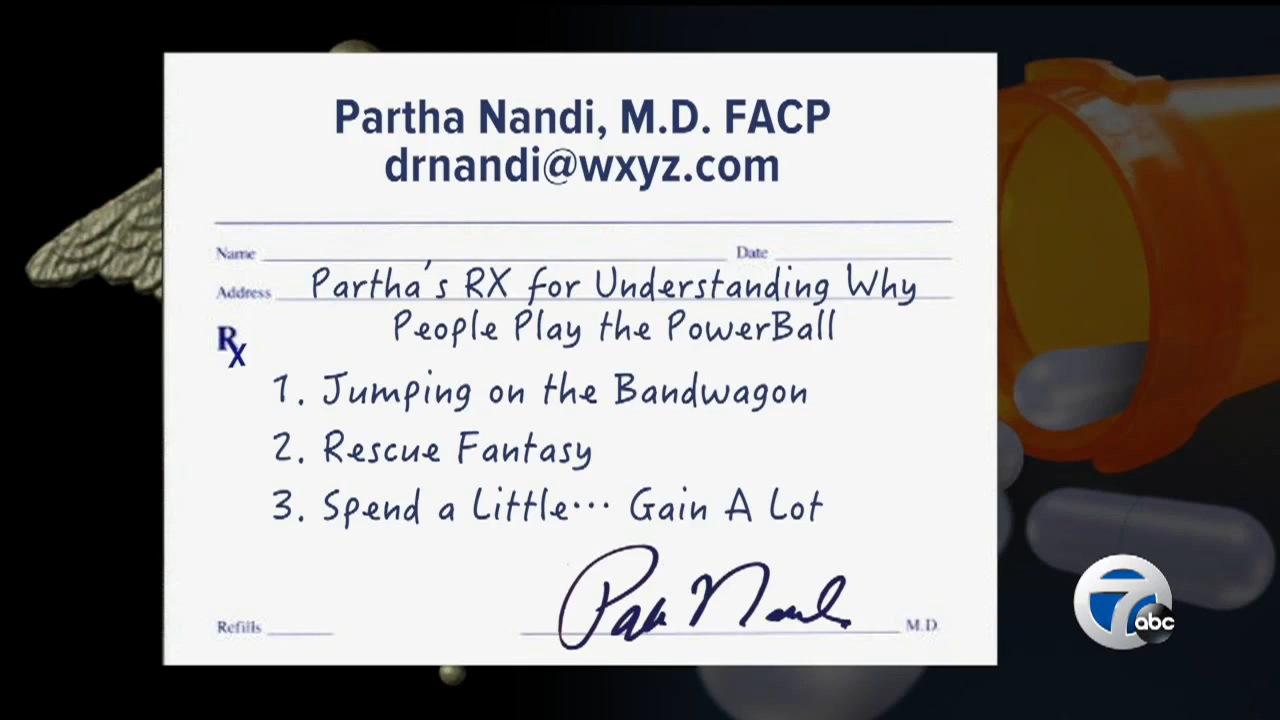 Partha Nandi, M.D. FACP
drnandi@wxyz.com
Name Date
Address Partha's RX for Understanding Why
People Play the PowerBall
Rx
1. Jumping on the Bandwagon
2. Rescue Fantasy
3. Spend a Little... Gain A Lot
Refills M.D.
7 abc